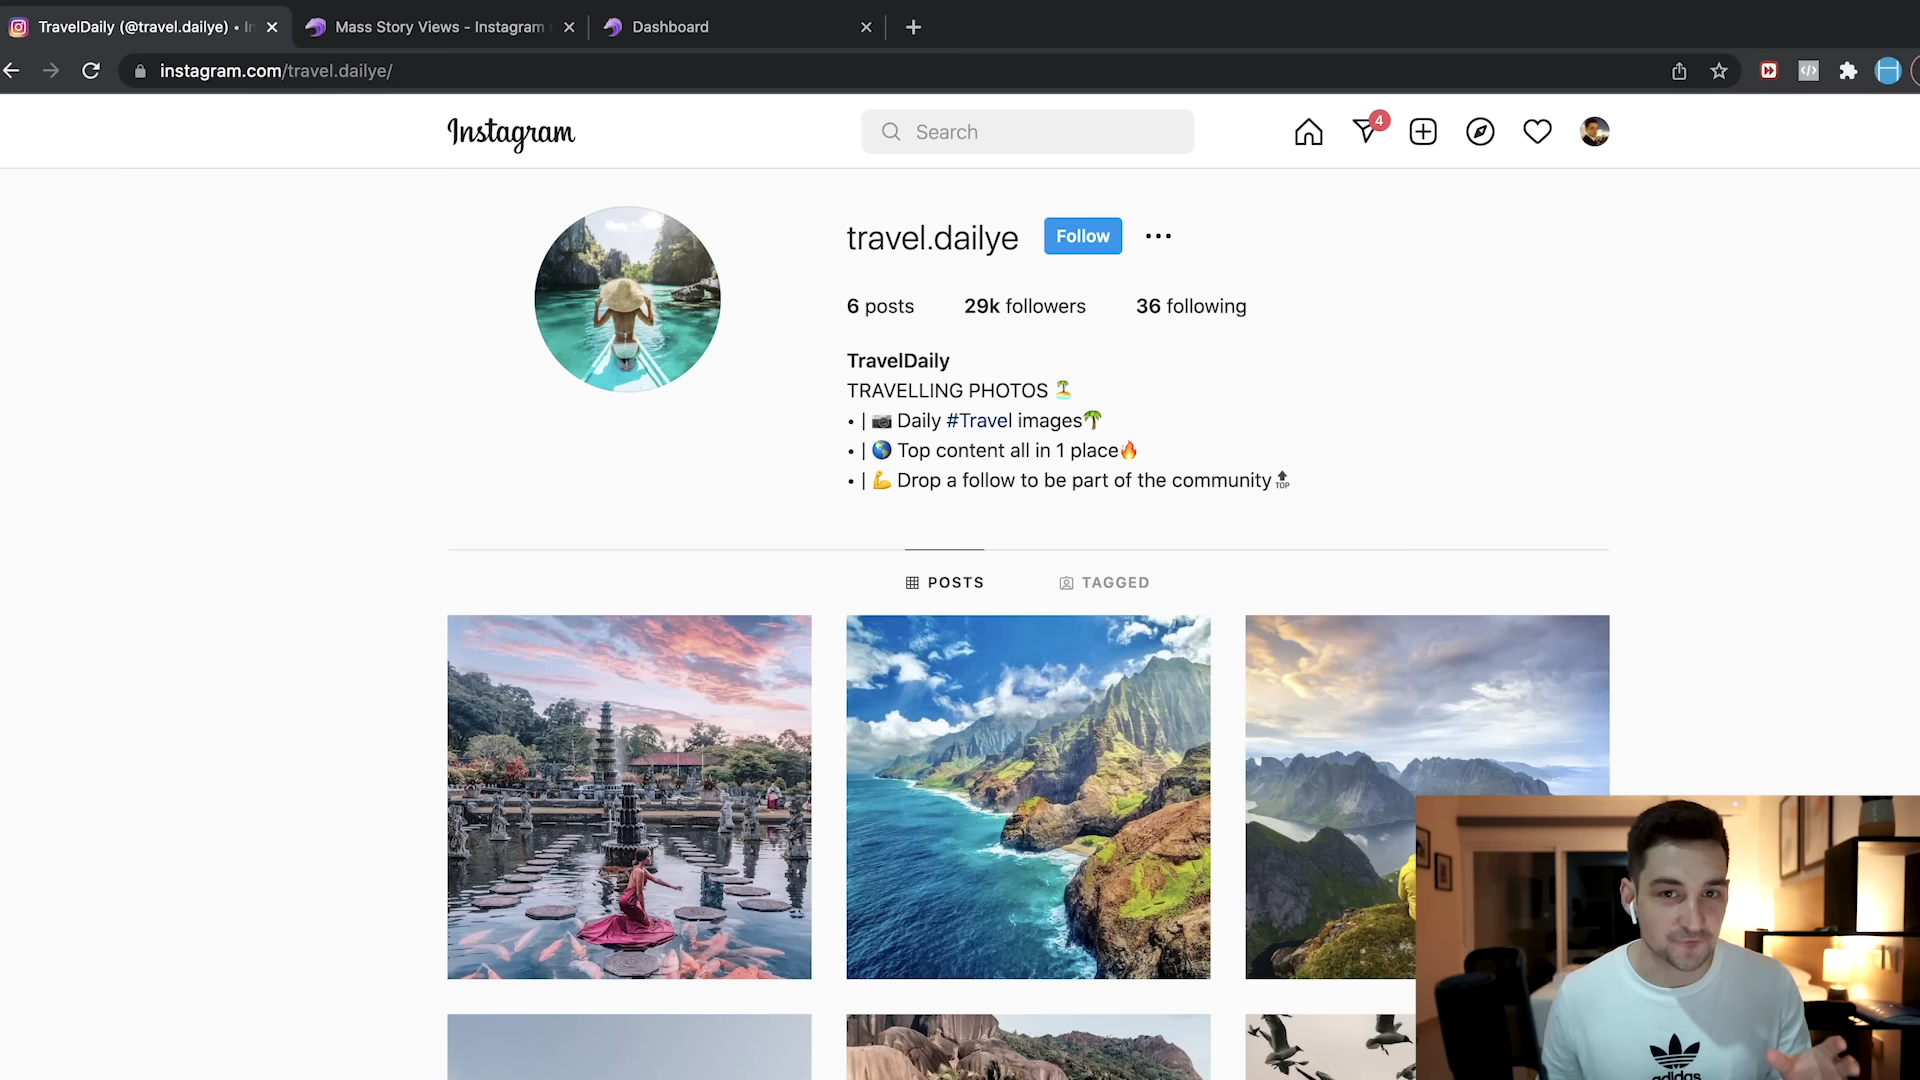 TravelDaily (@travel.dailye) • In
Mass Story Views - Instagram
Dashboard
instagram.com/travel.dailye/
Instagram
Search
4
travel.dailye
Follow
6 posts 29k followers 36 following
TravelDaily
TRAVELLING PHOTOS 🏝️
• | 📷 Daily #Travel images🌴
• | 🌎 Top content all in 1 place🔥
• | 💪 Drop a follow to be part of the community🔝
POSTS
TAGGED
adidas